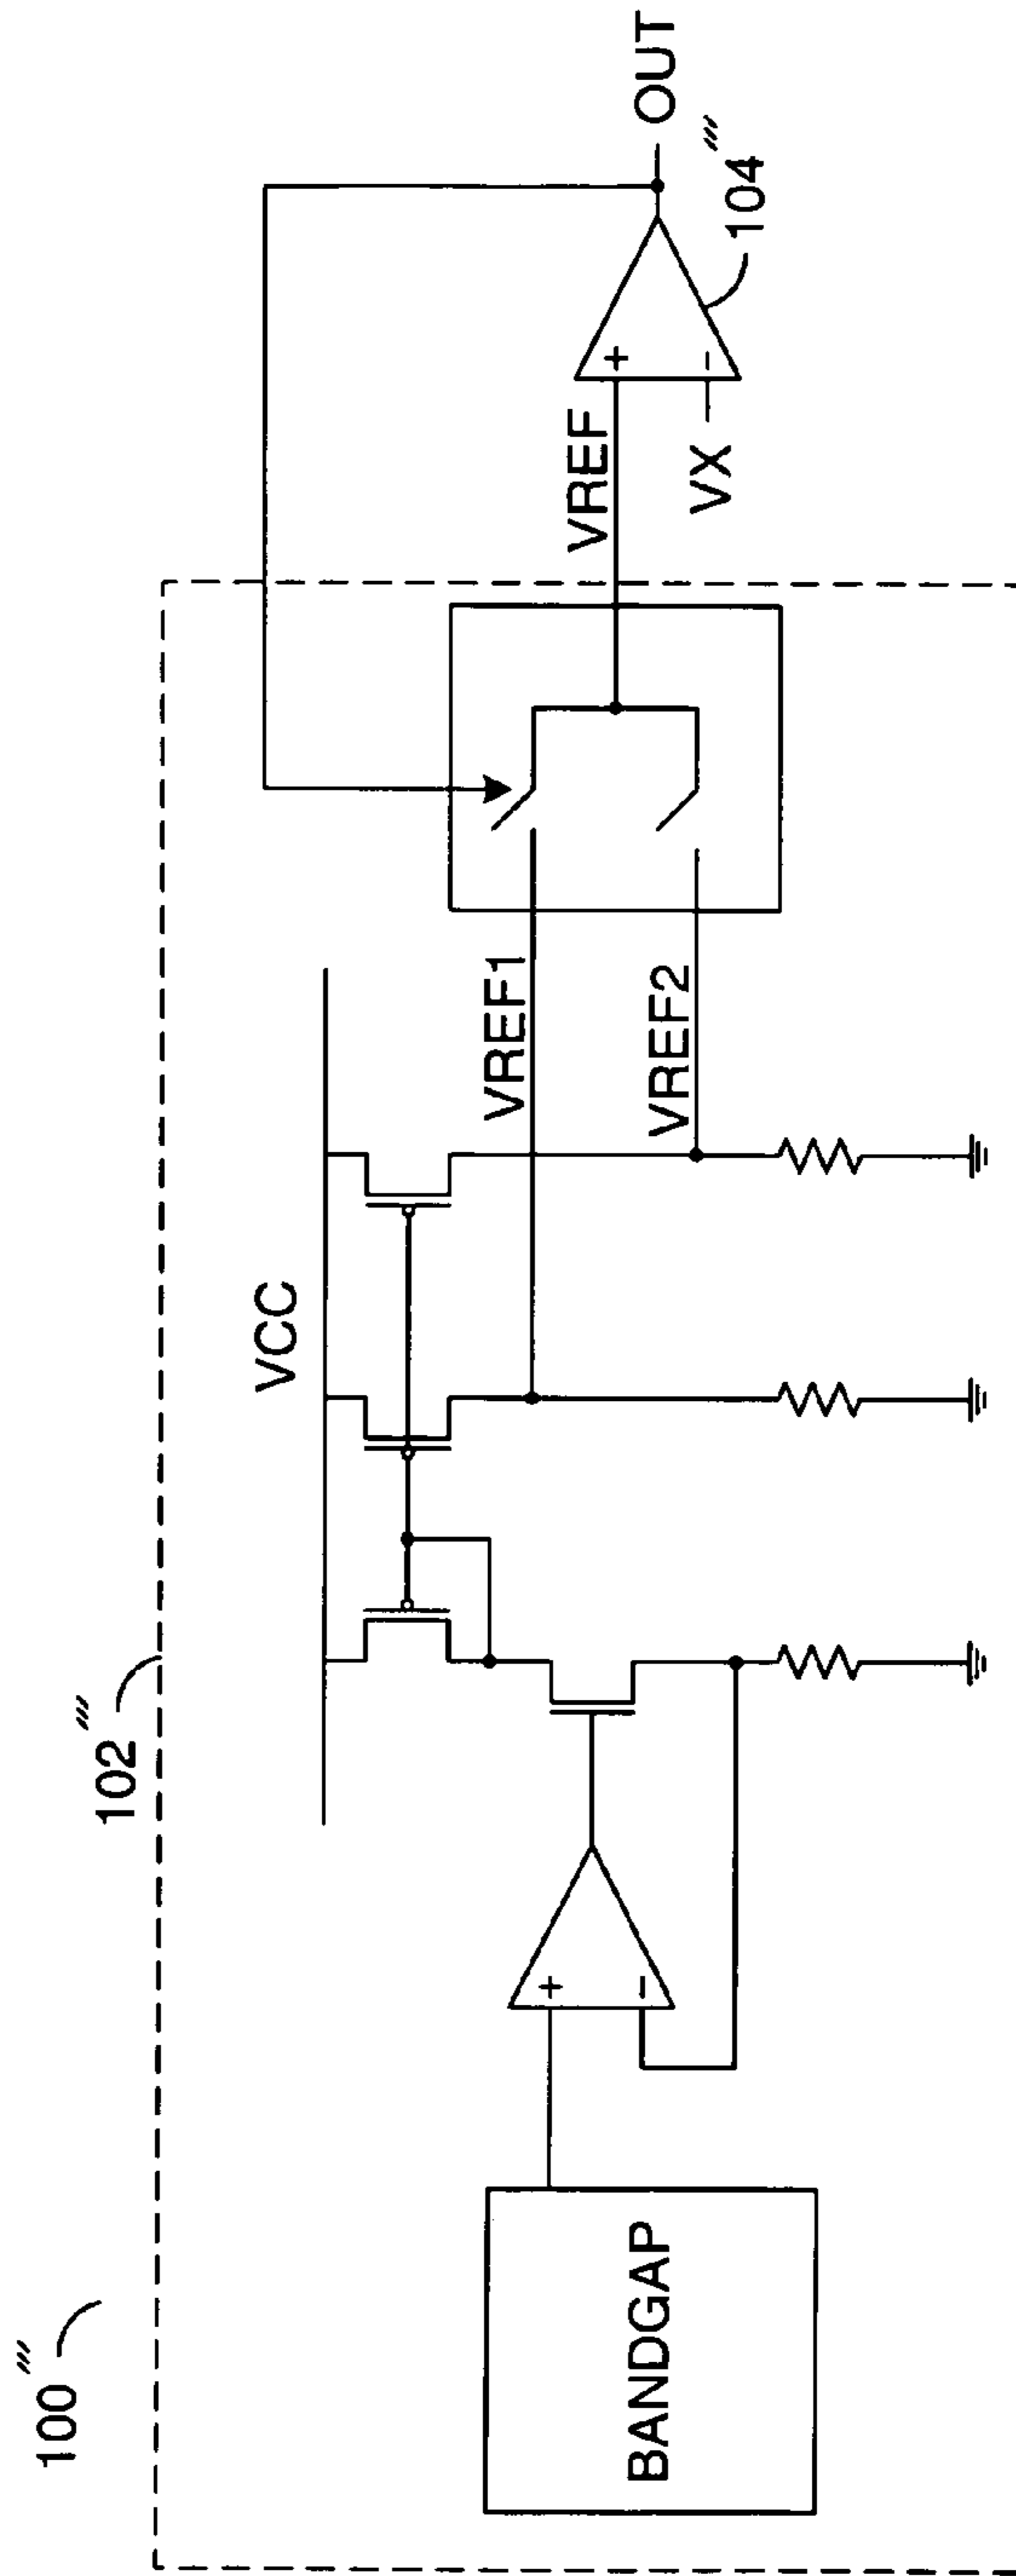 100'''
102'''
VCC
BANDGAP
+
-
VREF1
VREF2
VREF
VX
+
-
104'''
OUT